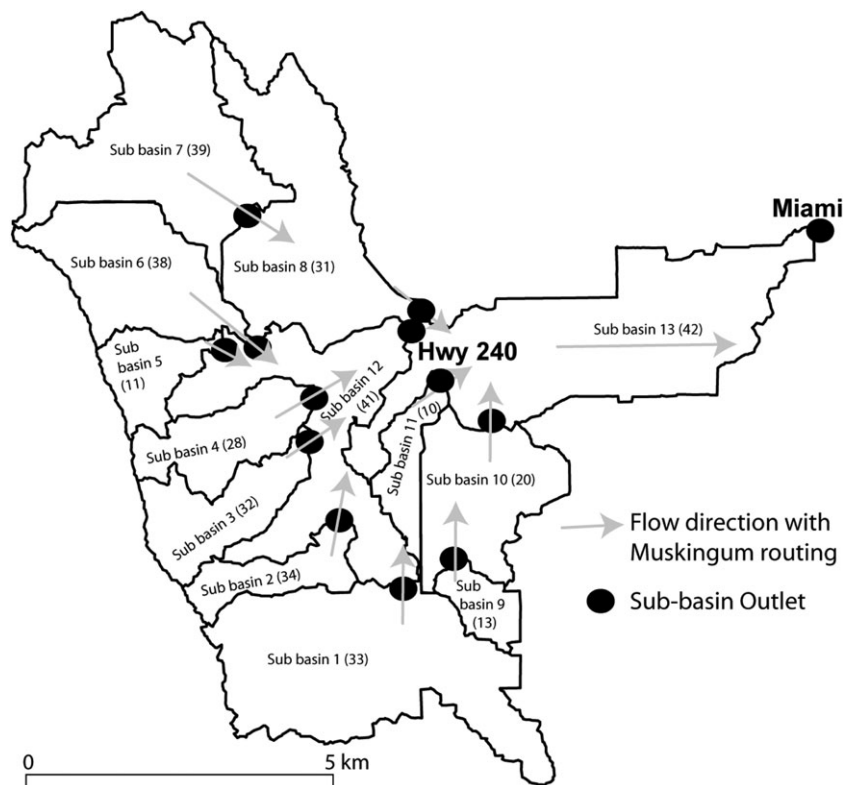 Sub basin 7 (39)
Miami
Sub basin 6 (38)
Sub basin 8 (31)
Sub basin 13 (42)
Hwy 240
Sub
basin 5
(11)
Sub basin 12
(41)
Sub basin 11 (10)
Sub basin 4 (28)
Sub basin 10 (20)
Sub basin 3 (32)
Flow direction with
Muskingum routing
Sub basin 2 (34)
Sub
basin 9
(13)
Sub-basin Outlet
Sub basin 1 (33)
0
5 km